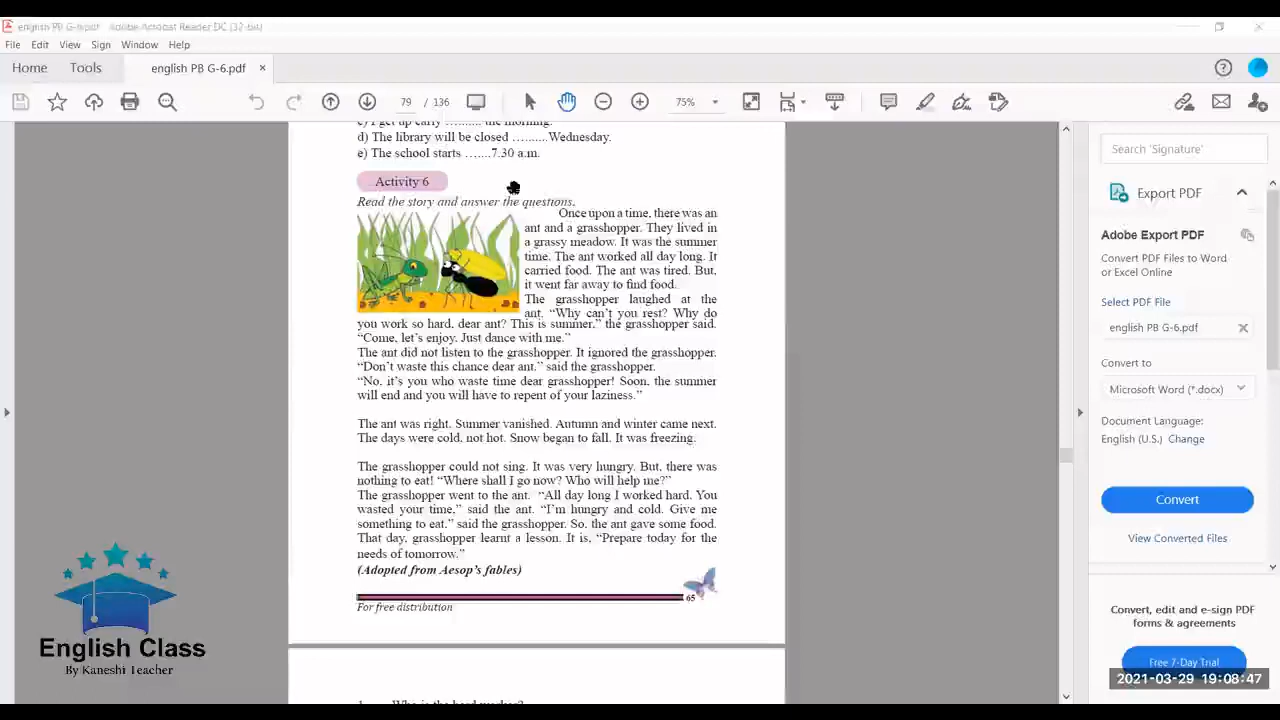 english PB G-6.pdf - Adobe Acrobat Reader DC (32-bit)
File Edit View Sign Window Help
Home Tools english PB G-6.pdf ×
79 / 136 75%
c) I get up early …....... the morning.
d) The library will be closed …......Wednesday.
e) The school starts …....7.30 a.m.
Activity 6
Read the story and answer the questions.
Once upon a time, there was an
ant and a grasshopper. They lived in
a grassy meadow. It was the summer
time. The ant worked all day long. It
carried food. The ant was tired. But,
it went far away to find food.
The grasshopper laughed at the
ant. “Why can’t you rest? Why do
you work so hard, dear ant? This is summer,” the grasshopper said.
“Come, let’s enjoy. Just dance with me.”
The ant did not listen to the grasshopper. It ignored the grasshopper.
“Don’t waste this chance dear ant,” said the grasshopper.
“No, it’s you who waste time dear grasshopper! Soon, the summer
will end and you will have to repent of your laziness.”
The ant was right. Summer vanished. Autumn and winter came next.
The days were cold, not hot. Snow began to fall. It was freezing.
The grasshopper could not sing. It was very hungry. But, there was
nothing to eat! “Where shall I go now? Who will help me?”
The grasshopper went to the ant. “All day long I worked hard. You
wasted your time,” said the ant. “I’m hungry and cold. Give me
something to eat,” said the grasshopper. So, the ant gave some food.
That day, grasshopper learnt a lesson. It is, “Prepare today for the
needs of tomorrow.”
(Adopted from Aesop’s fables)
65
For free distribution
1. Who is the hard worker?
Search 'Signature'
Export PDF
Adobe Export PDF
Convert PDF Files to Word
or Excel Online
Select PDF File
english PB G-6.pdf
Convert to
Microsoft Word (*.docx)
Document Language:
English (U.S.) Change
Convert
View Converted Files
Convert, edit and e-sign PDF
forms & agreements
Free 7-Day Trial
2021-03-29 19:08:47
English Class
By Kaneshi Teacher